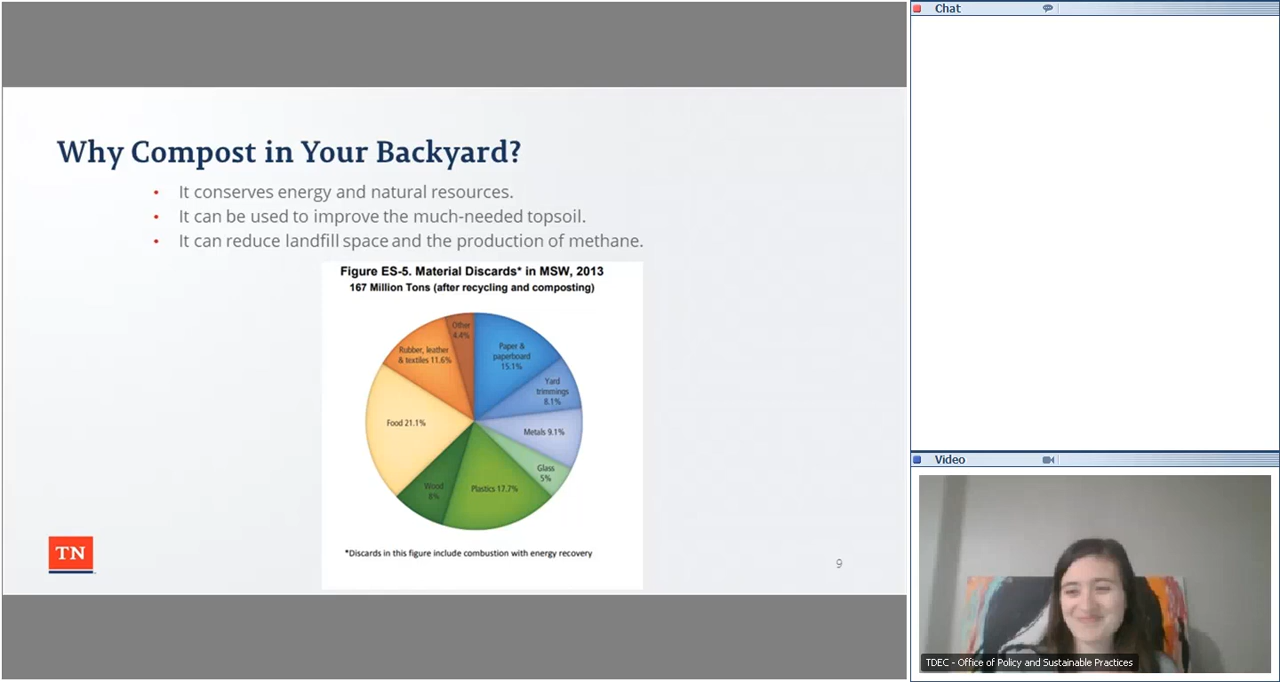 Why Compost in Your Backyard?
• It conserves energy and natural resources.
• It can be used to improve the much-needed topsoil.
• It can reduce landfill space and the production of methane.
Figure ES-5. Material Discards* in MSW, 2013
167 Million Tons (after recycling and composting)
Other
4.4%
Paper &
paperboard
15.1%
Rubber, leather
& textiles 11.6%
Yard
trimmings
8.1%
Food 21.1%
Metals 9.1%
Glass
5%
Wood
8%
Plastics 17.7%
*Discards in this figure include combustion with energy recovery
TN
9
Chat
Video
TDEC - Office of Policy and Sustainable Practices